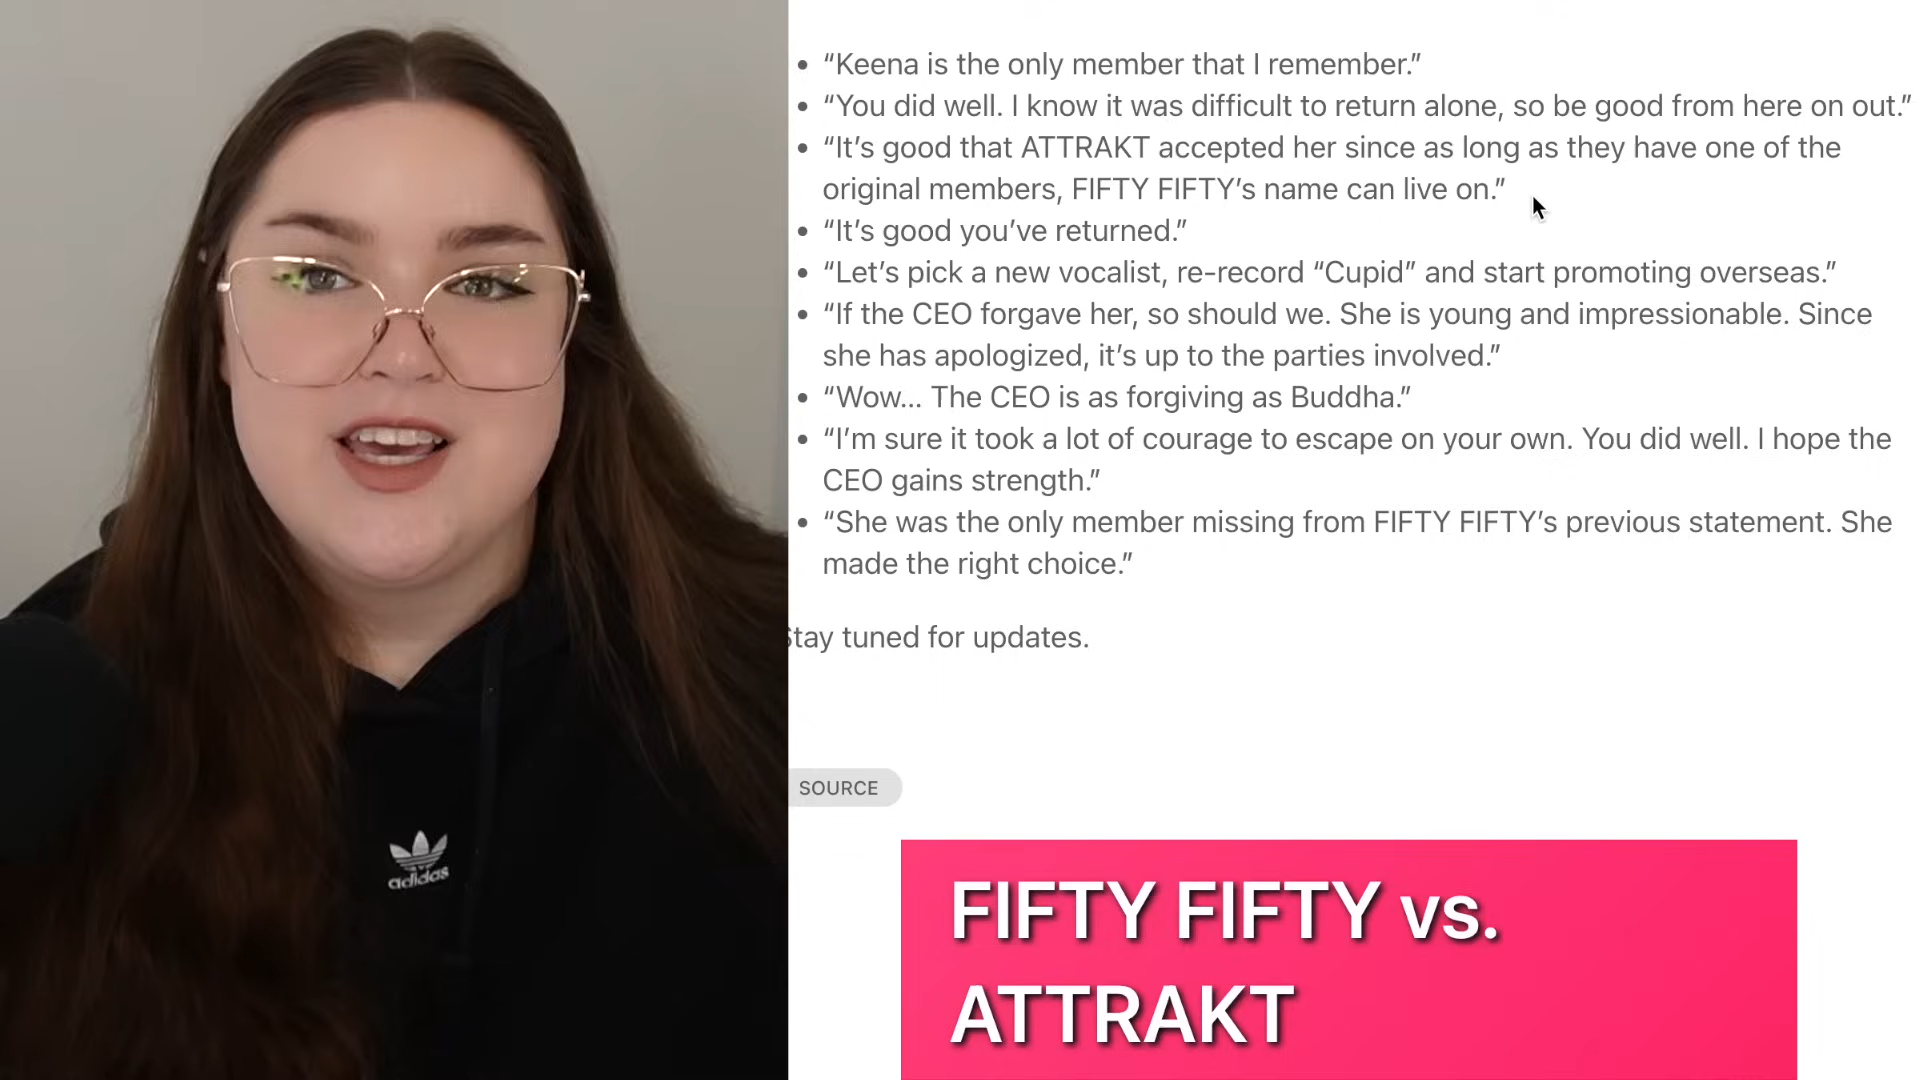 “Keena is the only member that I remember.”
“You did well. I know it was difficult to return alone, so be good from here on out.”
“It’s good that ATTRAKT accepted her since as long as they have one of the
original members, FIFTY FIFTY’s name can live on.”
“It’s good you’ve returned.”
“Let’s pick a new vocalist, re-record “Cupid” and start promoting overseas.”
“If the CEO forgave her, so should we. She is young and impressionable. Since
she has apologized, it’s up to the parties involved.”
“Wow… The CEO is as forgiving as Buddha.”
“I’m sure it took a lot of courage to escape on your own. You did well. I hope the
CEO gains strength.”
“She was the only member missing from FIFTY FIFTY’s previous statement. She
made the right choice.”
Stay tuned for updates.
SOURCE
adidas
FIFTY FIFTY vs.
ATTRAKT